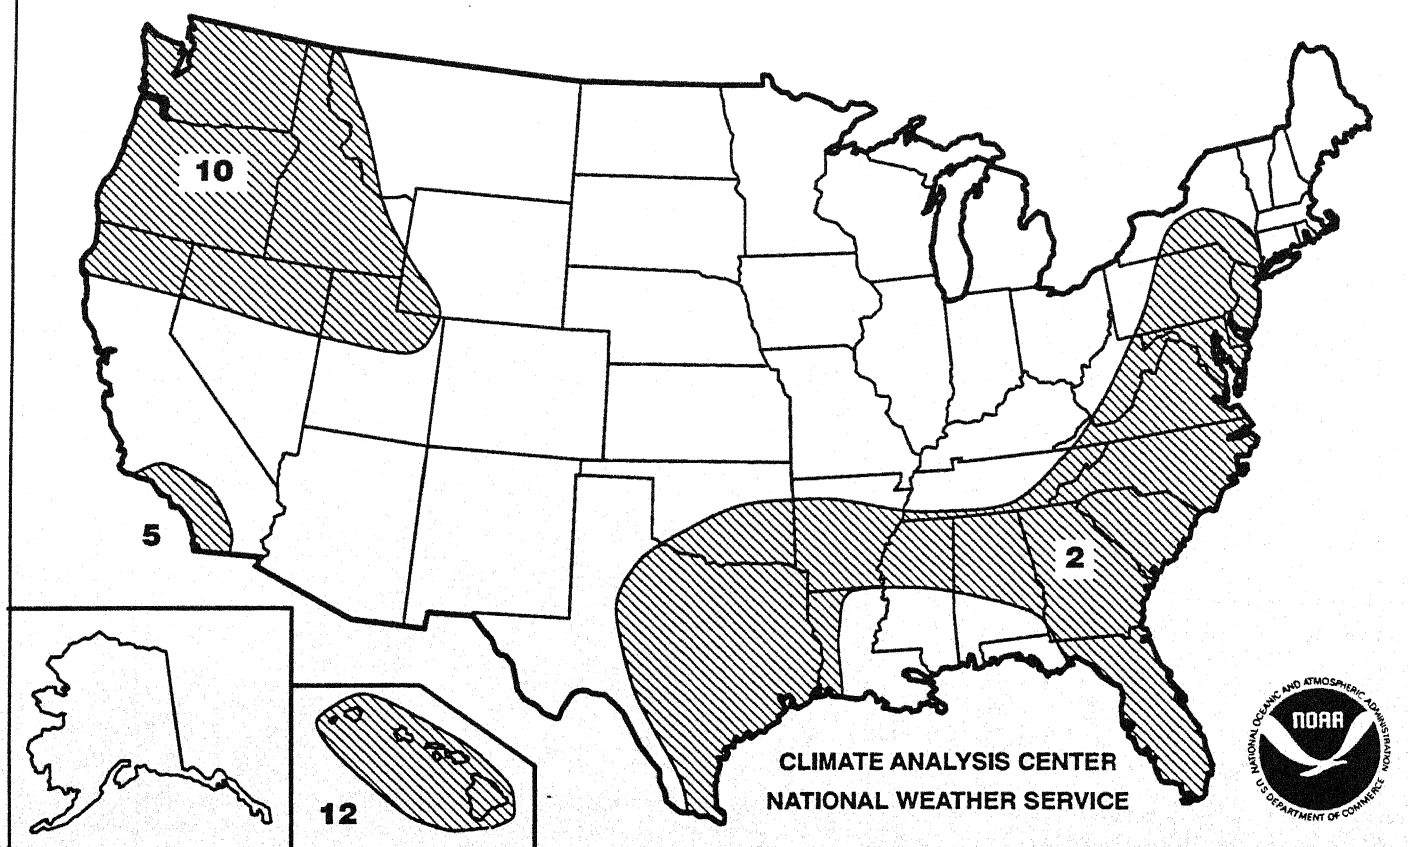 10
5
2
12
CLIMATE ANALYSIS CENTER
NATIONAL WEATHER SERVICE
NATIONAL OCEANIC AND ATMOSPHERIC ADMINISTRATION
NOAA
U S DEPARTMENT OF COMMERCE